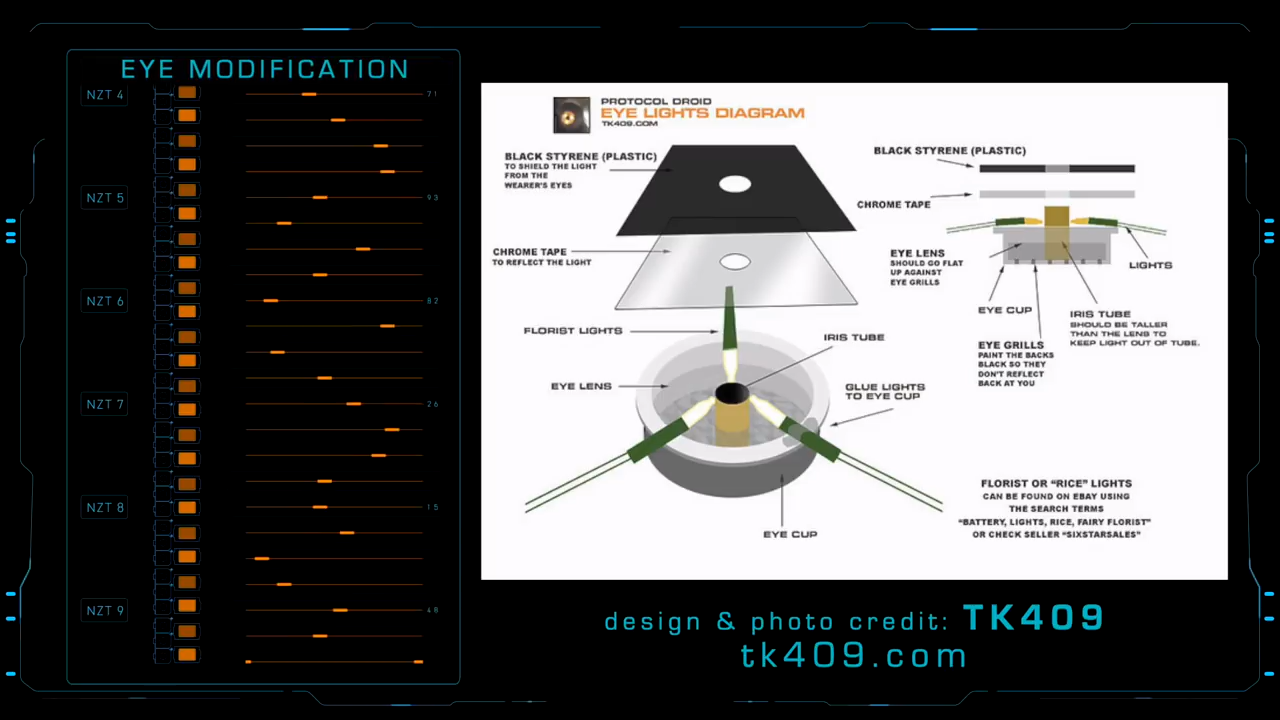 EYE MODIFICATION
NZT 4
71
NZT 5
93
NZT 6
82
NZT 7
26
NZT 8
15
NZT 9
48
PROTOCOL DROID
EYE LIGHTS DIAGRAM
TK409.COM
BLACK STYRENE (PLASTIC)
TO SHIELD THE LIGHT
FROM THE
WEARER'S EYES
CHROME TAPE
TO REFLECT THE LIGHT
FLORIST LIGHTS
IRIS TUBE
EYE LENS
GLUE LIGHTS
TO EYE CUP
EYE CUP
BLACK STYRENE (PLASTIC)
CHROME TAPE
EYE LENS
SHOULD GO FLAT
UP AGAINST
EYE GRILLS
LIGHTS
EYE CUP
IRIS TUBE
SHOULD BE TALLER
THAN THE LENS TO
KEEP LIGHT OUT OF TUBE.
EYE GRILLS
PAINT THE BACKS
BLACK SO THEY
DON'T REFLECT
BACK AT YOU
FLORIST OR "RICE" LIGHTS
CAN BE FOUND ON EBAY USING
THE SEARCH TERMS
"BATTERY, LIGHTS, RICE, FAIRY FLORIST"
OR CHECK SELLER "SIXSTARSALES"
design & photo credit: TK409
tk409.com